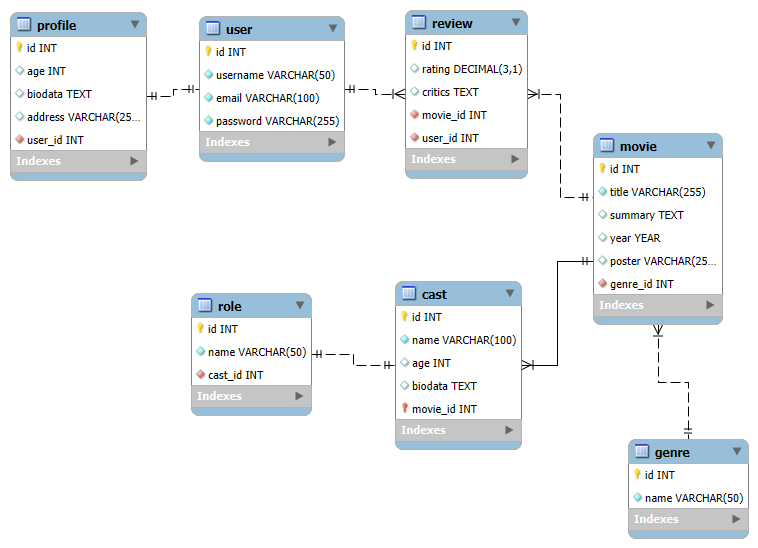 profile
id INT
age INT
biodata TEXT
address VARCHAR(25...
user_id INT
Indexes
user
id INT
username VARCHAR(50)
email VARCHAR(100)
password VARCHAR(255)
Indexes
review
id INT
rating DECIMAL(3,1)
critics TEXT
movie_id INT
user_id INT
Indexes
movie
id INT
title VARCHAR(255)
summary TEXT
year YEAR
poster VARCHAR(25...
genre_id INT
Indexes
role
id INT
name VARCHAR(50)
cast_id INT
Indexes
cast
id INT
name VARCHAR(100)
age INT
biodata TEXT
movie_id INT
Indexes
genre
id INT
name VARCHAR(50)
Indexes